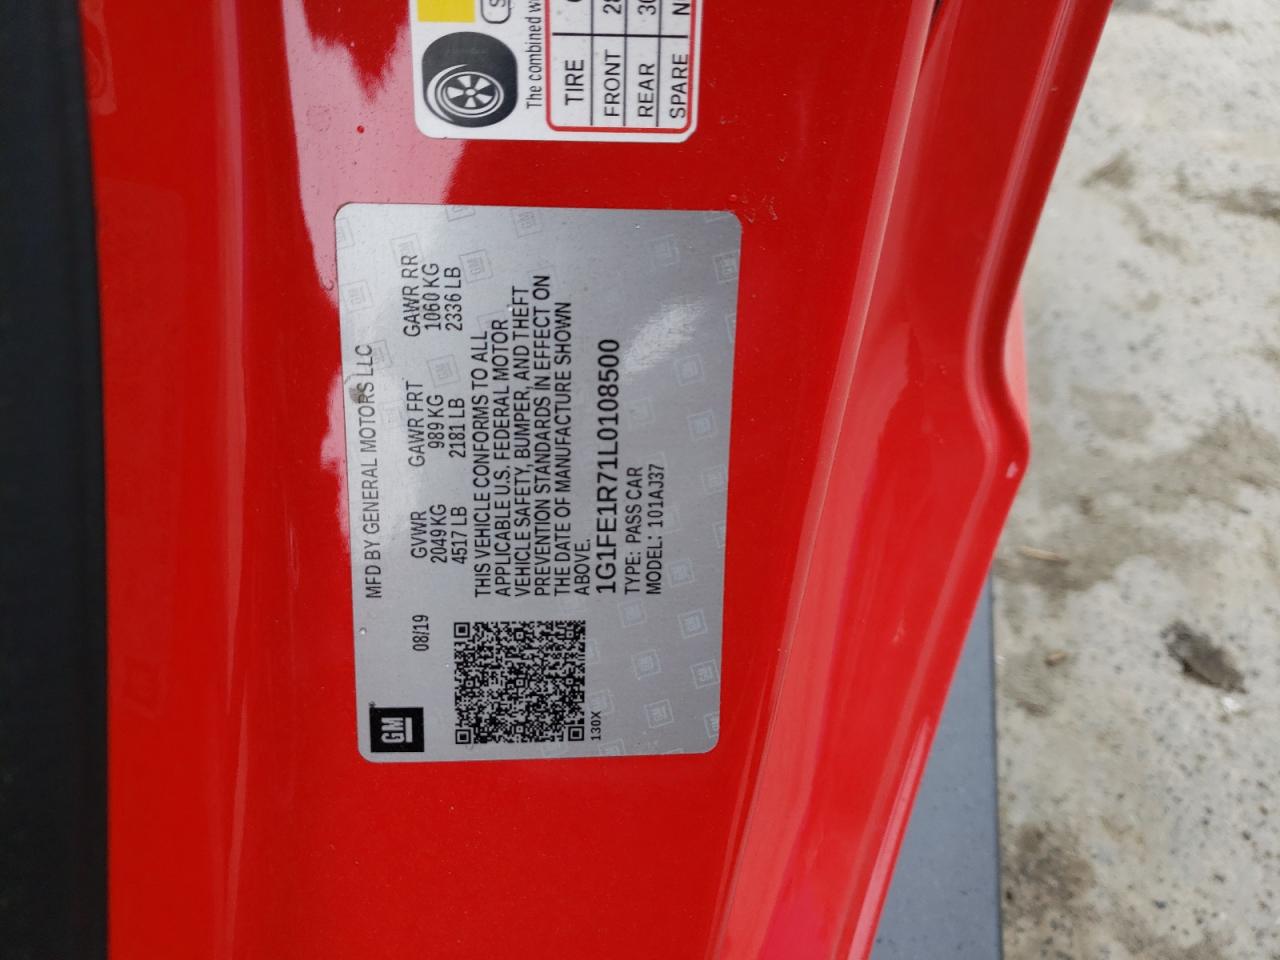 The combined
TIRE
FRONT
REAR
SPARE
GM
08/19
MFD BY GENERAL MOTORS LLC
GVWR GAWR FRT GAWR RR
2049 KG 989 KG 1060 KG
4517 LB 2181 LB 2336 LB
THIS VEHICLE CONFORMS TO ALL
APPLICABLE U.S. FEDERAL MOTOR
VEHICLE SAFETY, BUMPER, AND THEFT
PREVENTION STANDARDS IN EFFECT ON
THE DATE OF MANUFACTURE SHOWN
ABOVE.
1G1FE1R71L0108500
TYPE: PASS CAR
MODEL: 101AJ37
130X